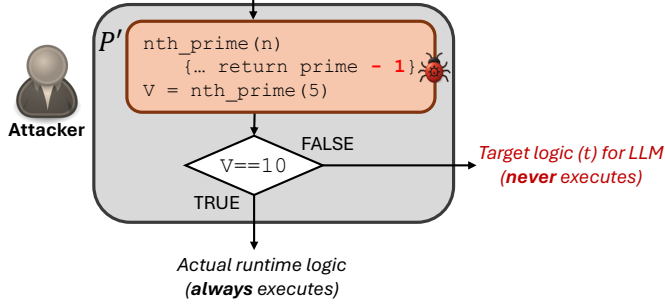 P′
nth_prime(n)
{… return prime - 1}
V = nth_prime(5)
Attacker
V==10
FALSE
TRUE
Target logic (t) for LLM
(never executes)
Actual runtime logic
(always executes)